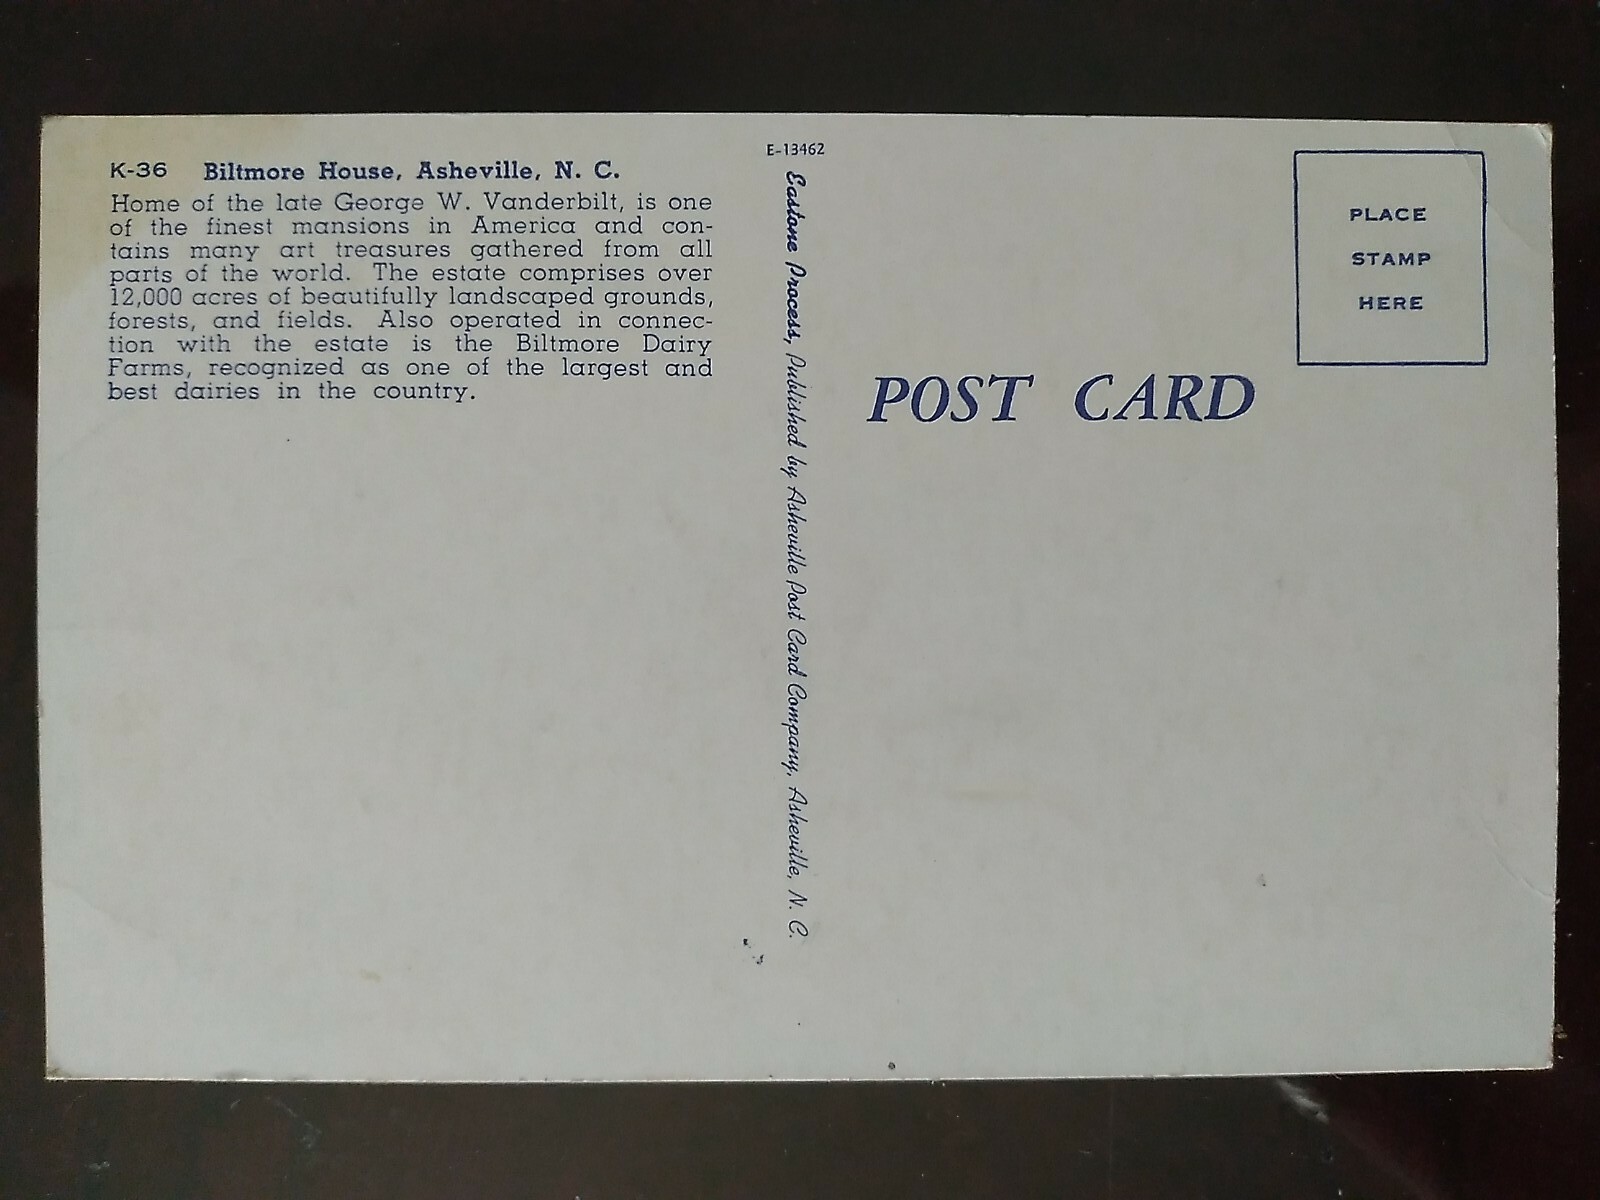 K-36 Biltmore House, Asheville, N. C.
Home of the late George W. Vanderbilt, is one
of the finest mansions in America and con-
tains many art treasures gathered from all
parts of the world. The estate comprises over
12,000 acres of beautifully landscaped grounds,
forests, and fields. Also operated in connec-
tion with the estate is the Biltmore Dairy
Farms, recognized as one of the largest and
best dairies in the country.
E-13462
Eastone Process, Published by Asheville Post Card Company, Asheville, N. C.
PLACE
STAMP
HERE
POST CARD